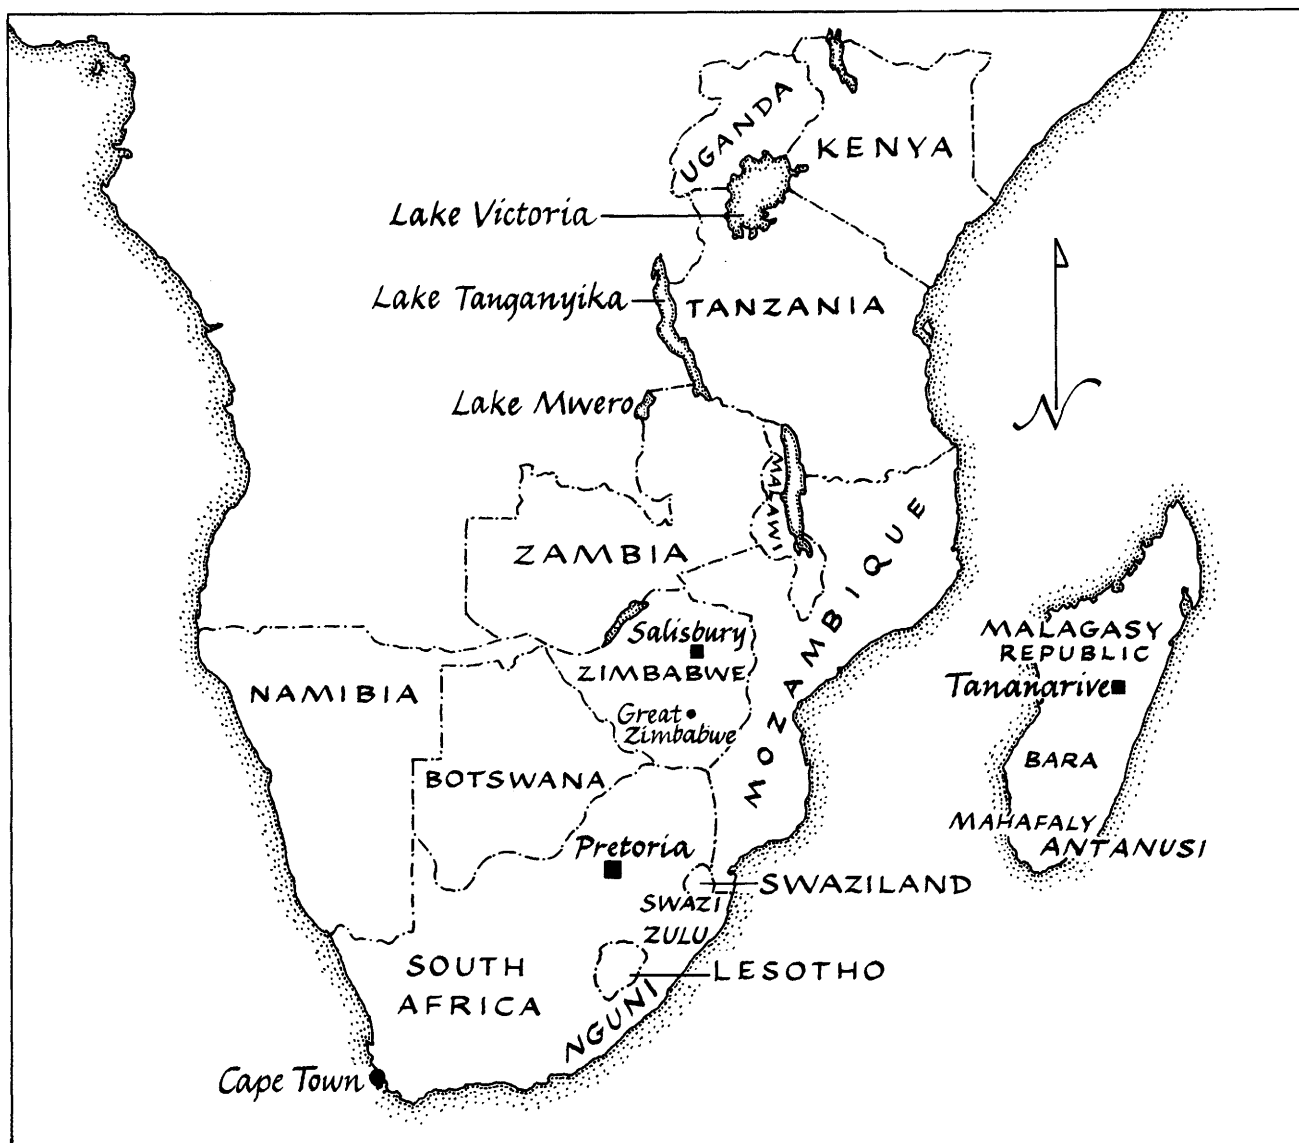 UGANDA
KENYA
Lake Victoria
Lake Tanganyika
TANZANIA
Lake Mwero
N
MALAWI
ZAMBIA
MOZAMBIQUE
Salisbury
ZIMBABWE
MALAGASY
REPUBLIC
Tananarive
NAMIBIA
Great
Zimbabwe
BOTSWANA
BARA
MAHAFALY
ANTANUSI
Pretoria
SWAZILAND
SWAZI
ZULU
SOUTH
AFRICA
LESOTHO
NGUNI
Cape Town